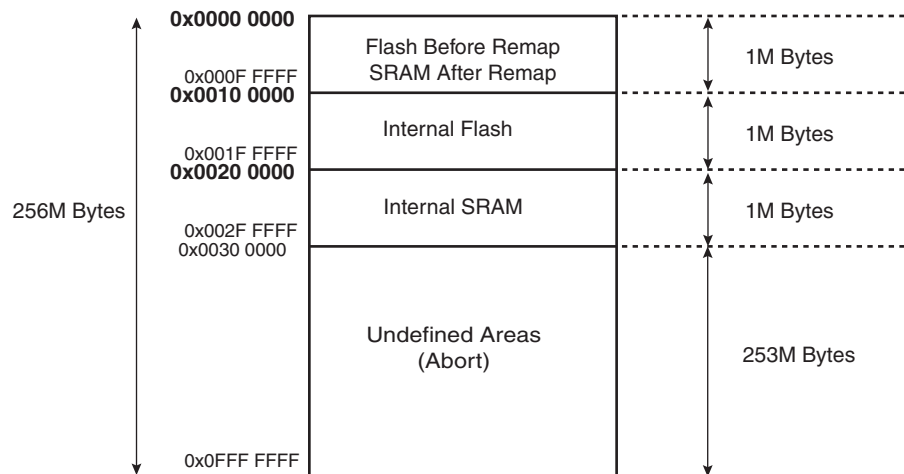 0x0000 0000
Flash Before Remap
SRAM After Remap
1M Bytes
0x000F FFFF
0x0010 0000
Internal Flash
1M Bytes
0x001F FFFF
0x0020 0000
256M Bytes
Internal SRAM
1M Bytes
0x002F FFFF
0x0030 0000
Undefined Areas
(Abort)
253M Bytes
0x0FFF FFFF